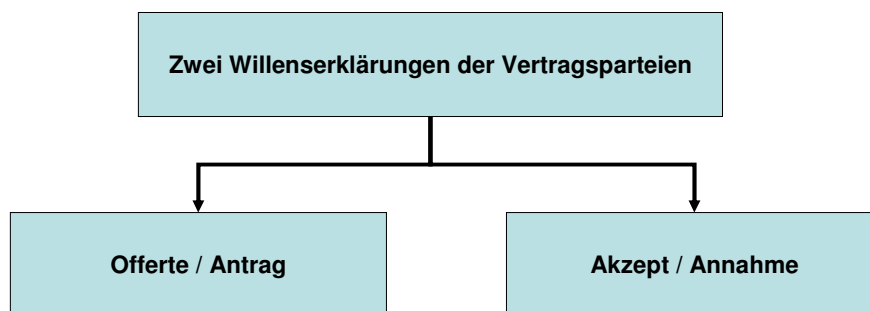 Zwei Willenserklärungen der Vertragsparteien
Offerte / Antrag
Akzept / Annahme